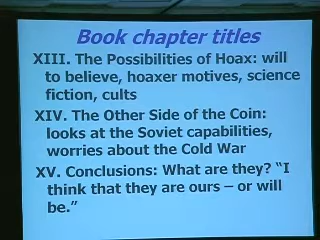 Book chapter titles
XIII. The Possibilities of Hoax: will
to believe, hoaxer motives, science
fiction, cults
XIV. The Other Side of the Coin:
looks at the Soviet capabilities,
worries about the Cold War
XV. Conclusions: What are they? “I
think that they are ours – or will
be.”